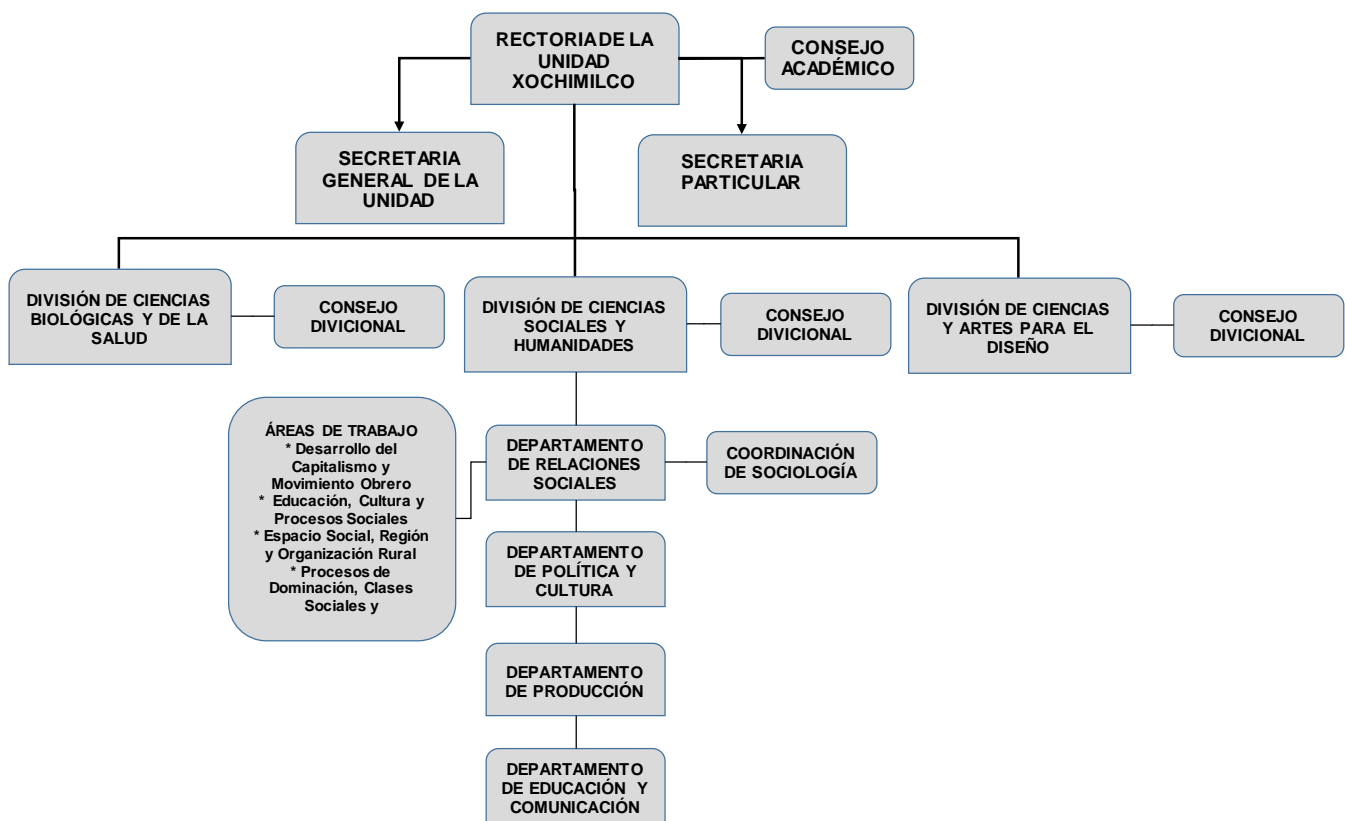 RECTORIA DE LA
UNIDAD
XOCHIMILCO
CONSEJO
ACADÉMICO
SECRETARIA
GENERAL DE LA
UNIDAD
SECRETARIA
PARTICULAR
DIVISIÓN DE CIENCIAS
BIOLÓGICAS Y DE LA
SALUD
CONSEJO
DIVICIONAL
DIVISIÓN DE CIENCIAS
SOCIALES Y
HUMANIDADES
CONSEJO
DIVICIONAL
DIVISIÓN DE CIENCIAS
Y ARTES PARA EL
DISEÑO
CONSEJO
DIVICIONAL
ÁREAS DE TRABAJO
* Desarrollo del
Capitalismo y
Movimiento Obrero
* Educación, Cultura y
Procesos Sociales
* Espacio Social, Región
y Organización Rural
* Procesos de
Dominación, Clases
Sociales y
DEPARTAMENTO
DE RELACIONES
SOCIALES
COORDINACIÓN
DE SOCIOLOGÍA
DEPARTAMENTO
DE POLÍTICA Y
CULTURA
DEPARTAMENTO
DE PRODUCCIÓN
DEPARTAMENTO
DE EDUCACIÓN Y
COMUNICACIÓN